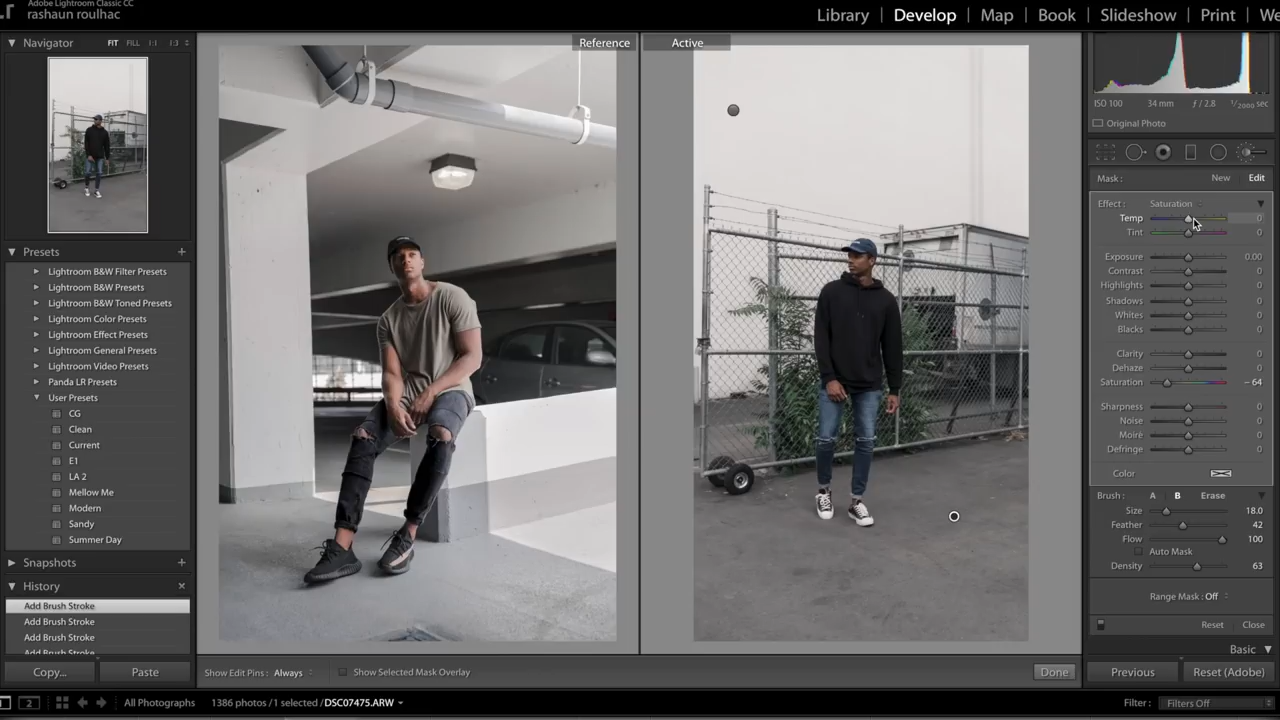 Adobe Lightroom Classic CC
rashaun roulhac
Library | Develop | Map | Book | Slideshow | Print | We
Navigator FIT FILL 1:1 1:3
Reference
Active
ISO 100 34 mm ƒ / 2.8 1/2000 sec
Original Photo
Mask : New Edit
Effect : Saturation
Temp 0
Tint 0
Exposure 0.00
Contrast 0
Highlights 0
Shadows 0
Whites 0
Blacks 0
Clarity 0
Dehaze 0
Saturation – 64
Sharpness 0
Noise 0
Moiré 0
Defringe 0
Color
Brush : A B Erase
Size 18.0
Feather 42
Flow 100
Auto Mask
Density 63
Range Mask : Off
Reset Close
Basic
Previous Reset (Adobe)
Presets +
Lightroom B&W Filter Presets
Lightroom B&W Presets
Lightroom B&W Toned Presets
Lightroom Color Presets
Lightroom Effect Presets
Lightroom General Presets
Lightroom Video Presets
Panda LR Presets
User Presets
CG
Clean
Current
E1
LA 2
Mellow Me
Modern
Sandy
Summer Day
Snapshots +
History ×
Add Brush Stroke
Add Brush Stroke
Add Brush Stroke
Add Brush Stroke
Copy... Paste
Show Edit Pins : Always Show Selected Mask Overlay Done
2 All Photographs 1386 photos / 1 selected / DSC07475.ARW Filter : Filters Off